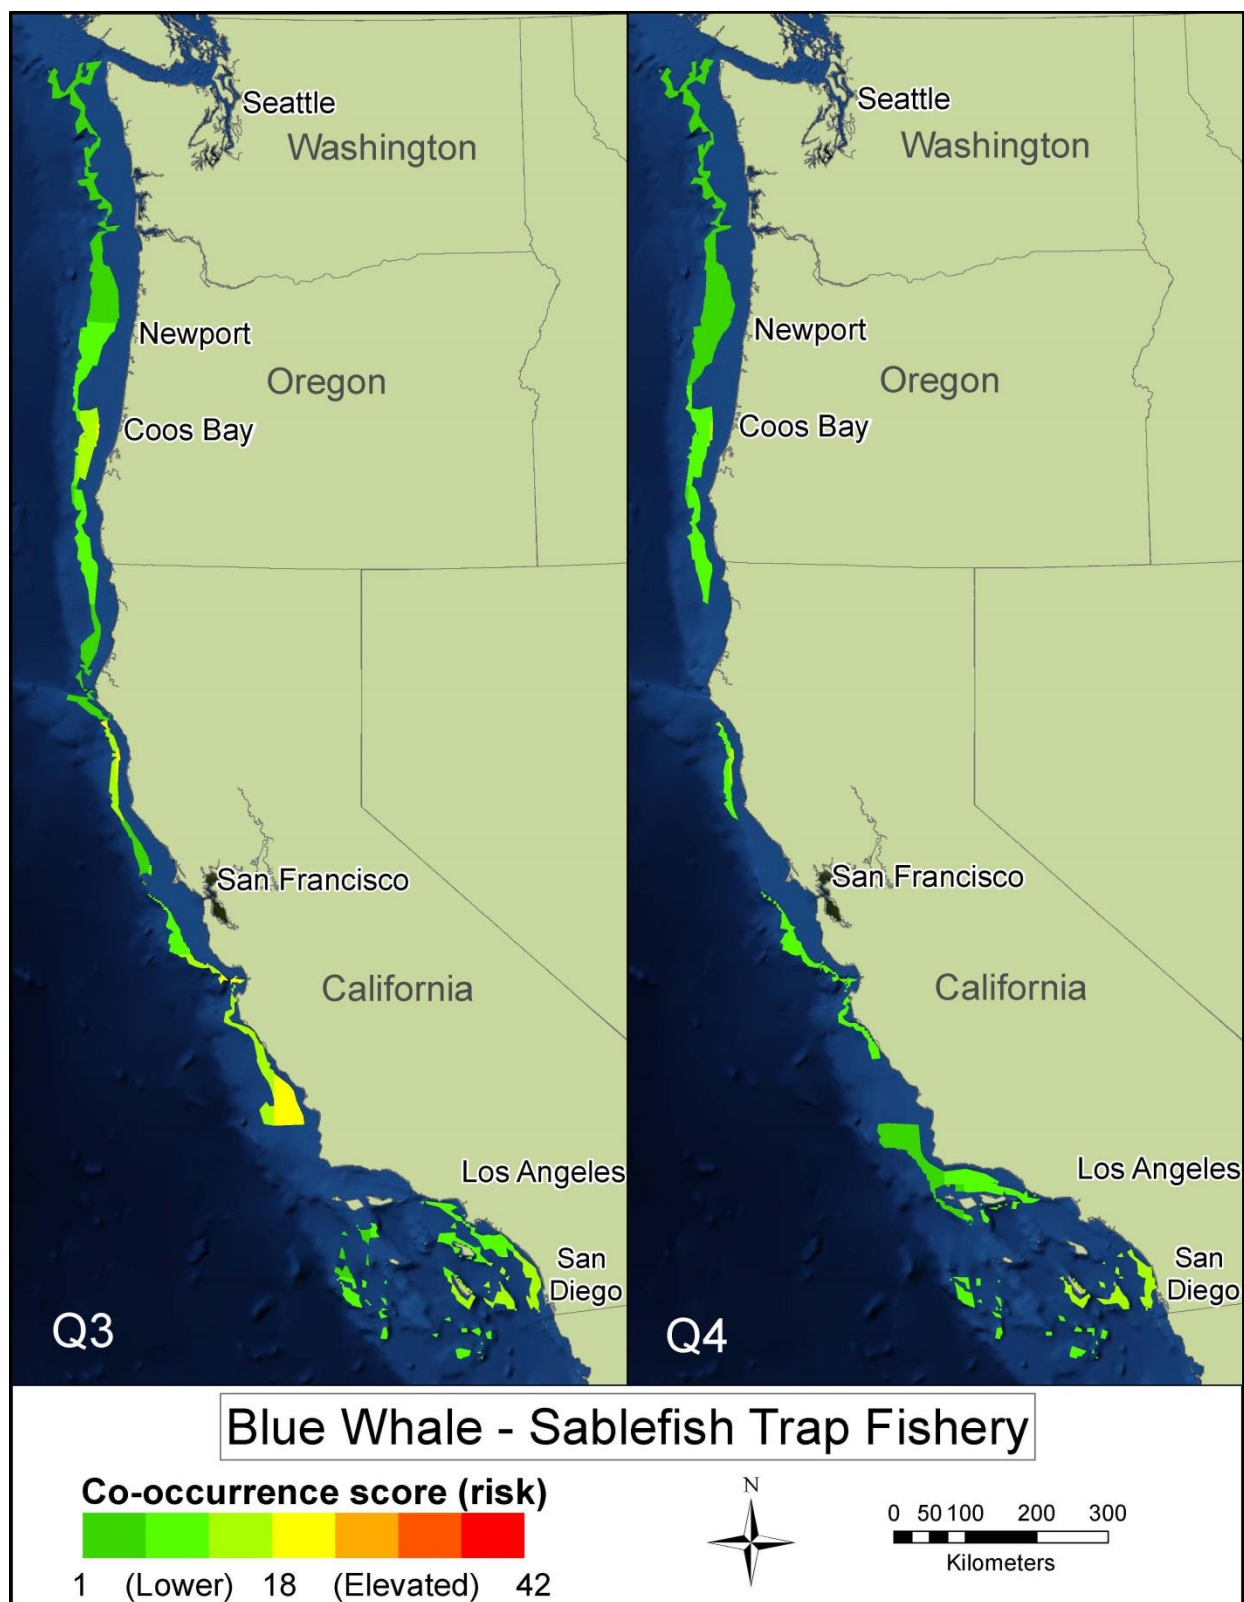 Seattle
Washington
Newport
Oregon
Coos Bay
San Francisco
California
Los Angeles
San
Diego
Q3
Seattle
Washington
Newport
Oregon
Coos Bay
San Francisco
California
Los Angeles
San
Diego
Q4
Blue Whale - Sablefish Trap Fishery
Co-occurrence score (risk)
1 (Lower) 18 (Elevated) 42
N
0 50 100 200 300
Kilometers